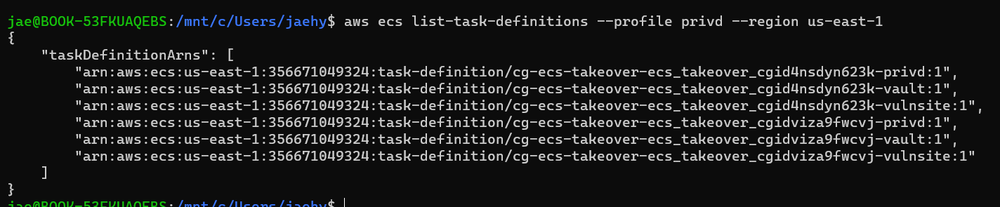 jae@BOOK-53FKUAQEBS:/mnt/c/Users/jaehy$ aws ecs list-task-definitions --profile privd --region us-east-1
{
    "taskDefinitionArns": [
        "arn:aws:ecs:us-east-1:356671049324:task-definition/cg-ecs-takeover-ecs_takeover_cgid4nsdyn623k-privd:1",
        "arn:aws:ecs:us-east-1:356671049324:task-definition/cg-ecs-takeover-ecs_takeover_cgid4nsdyn623k-vault:1",
        "arn:aws:ecs:us-east-1:356671049324:task-definition/cg-ecs-takeover-ecs_takeover_cgid4nsdyn623k-vulnsite:1",
        "arn:aws:ecs:us-east-1:356671049324:task-definition/cg-ecs-takeover-ecs_takeover_cgidviza9fwcvj-privd:1",
        "arn:aws:ecs:us-east-1:356671049324:task-definition/cg-ecs-takeover-ecs_takeover_cgidviza9fwcvj-vault:1",
        "arn:aws:ecs:us-east-1:356671049324:task-definition/cg-ecs-takeover-ecs_takeover_cgidviza9fwcvj-vulnsite:1"
    ]
}
jae@BOOK-53FKUAQEBS:/mnt/c/Users/jaehy$